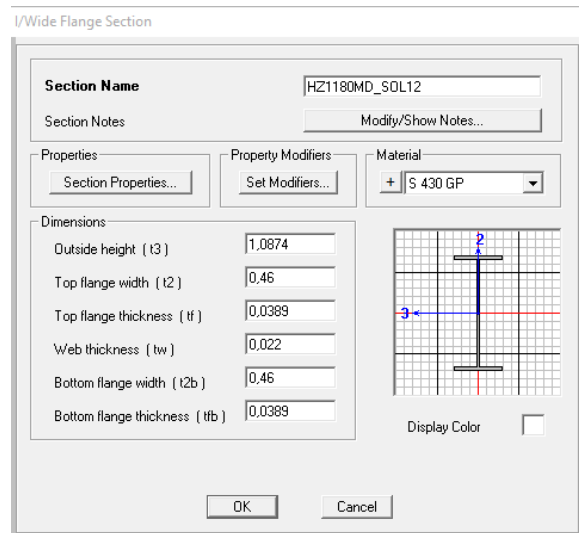 I/Wide Flange Section
Section Name HZ1180MD_SOL12
Section Notes Modify/Show Notes...
Properties Property Modifiers Material
Section Properties... Set Modifiers... + S 430 GP
Dimensions
Outside height ( t3 ) 1,0874
Top flange width ( t2 ) 0,46
Top flange thickness ( tf ) 0,0389
Web thickness ( tw ) 0,022
Bottom flange width ( t2b ) 0,46
Bottom flange thickness ( tfb ) 0,0389
2
3
Display Color
OK Cancel